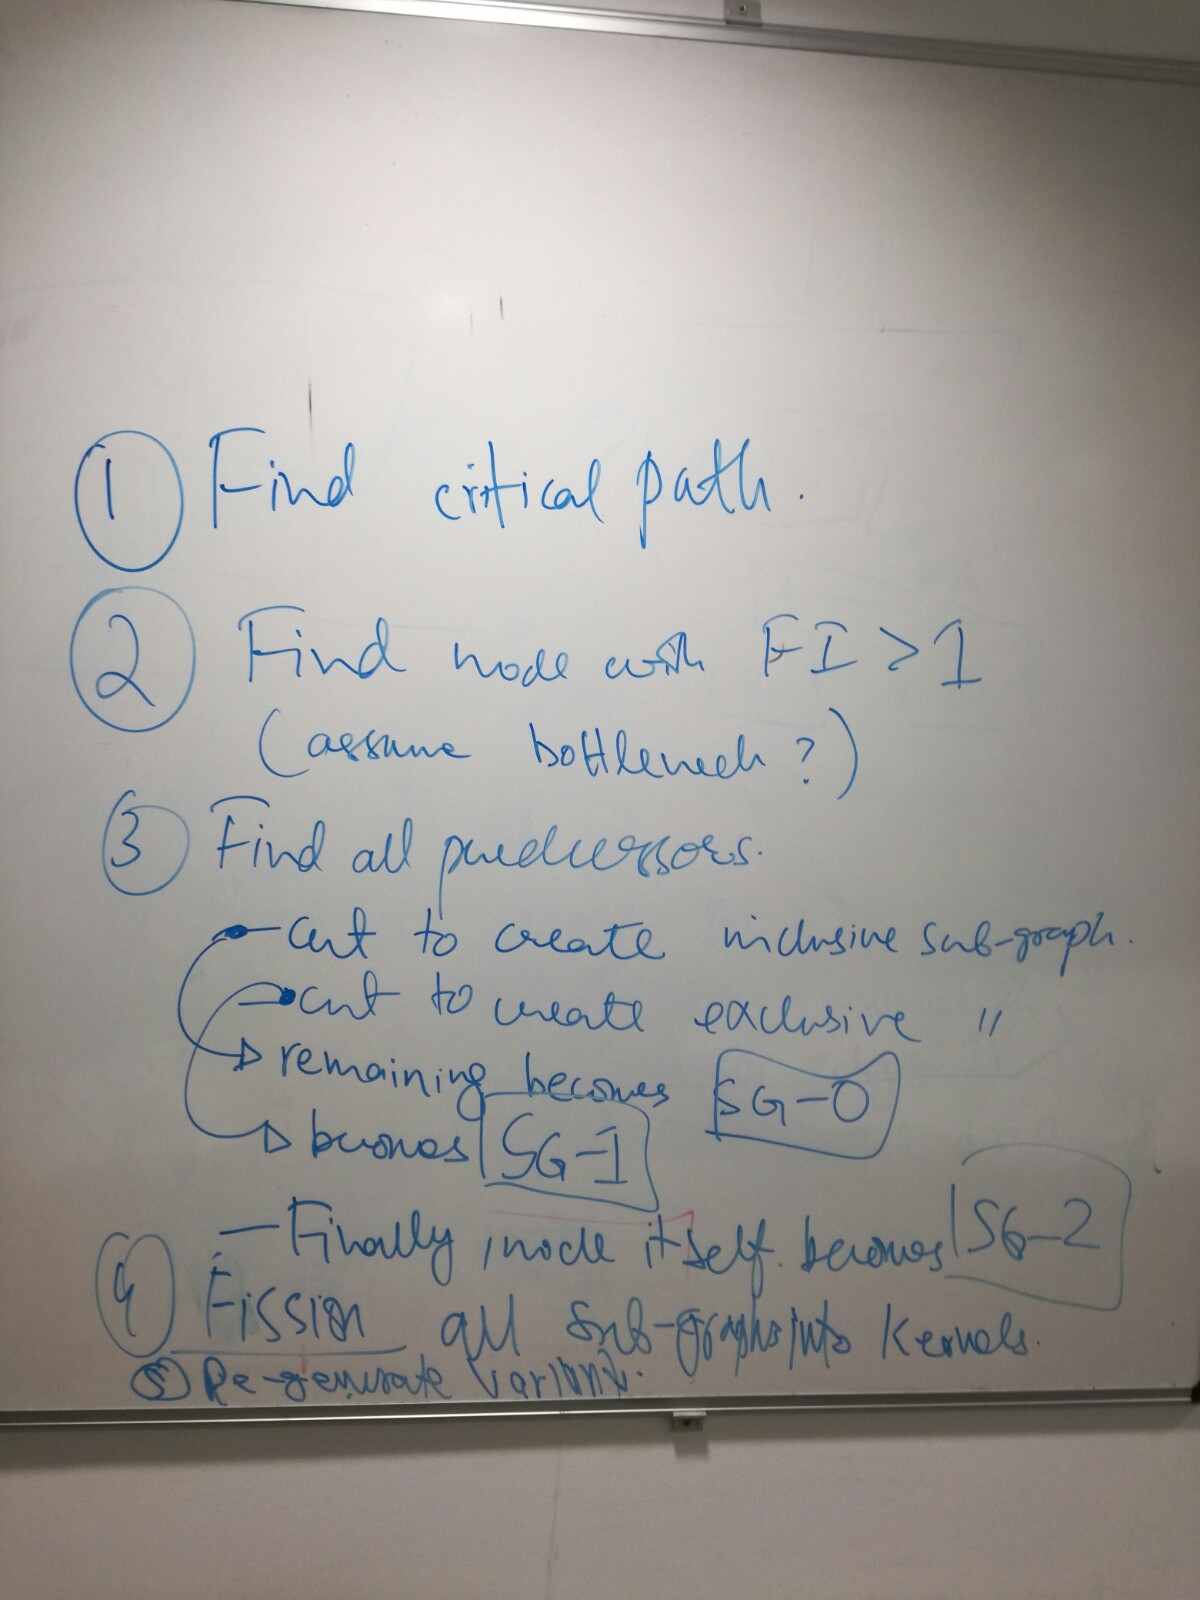 1 Find critical path.
2 Find node with FI > 1
(assume bottleneck ?)
3 Find all predecessors.
- cut to create inclusive sub-graph.
- cut to create exclusive "
remaining becomes SG-0
becomes SG-1
- Finally, node itself becomes SG-2
4 Fission all sub-graphs into kernels.
5 Re-generate variant.